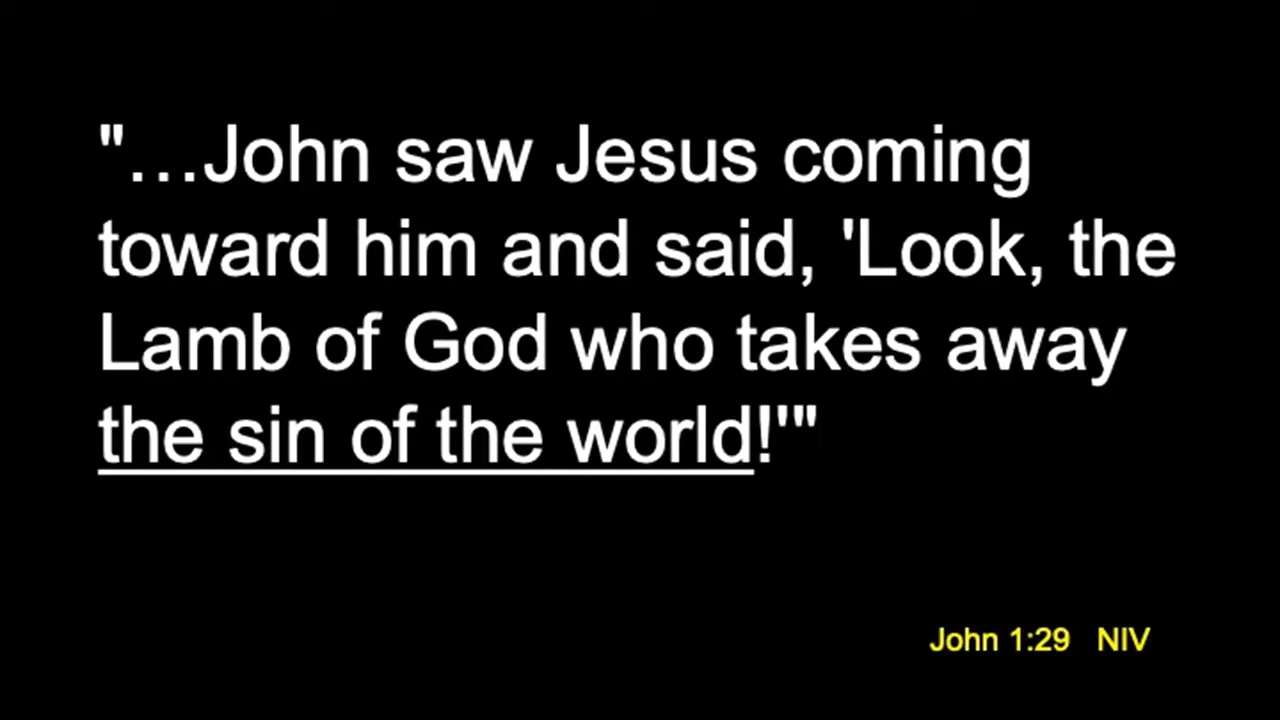 "…John saw Jesus coming
toward him and said, 'Look, the
Lamb of God who takes away
the sin of the world!'"
John 1:29 NIV